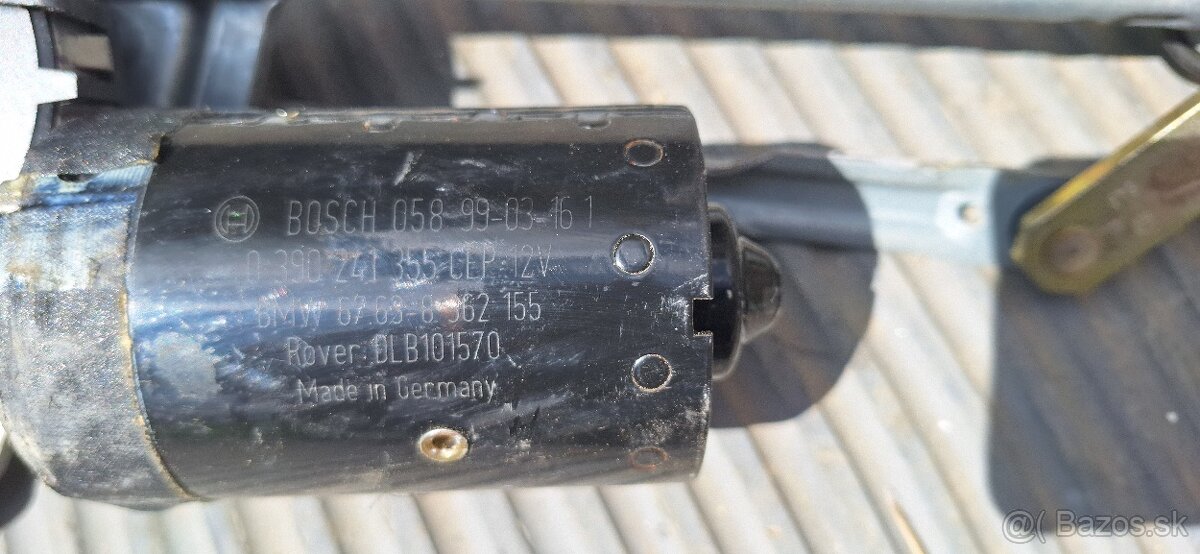 BOSCH 058 99-03-16 1
0 390 241 355 CEP 12V
BMW 67 63-8 362 155
Rover: DLB101570
Made in Germany
@( Bazos.sk